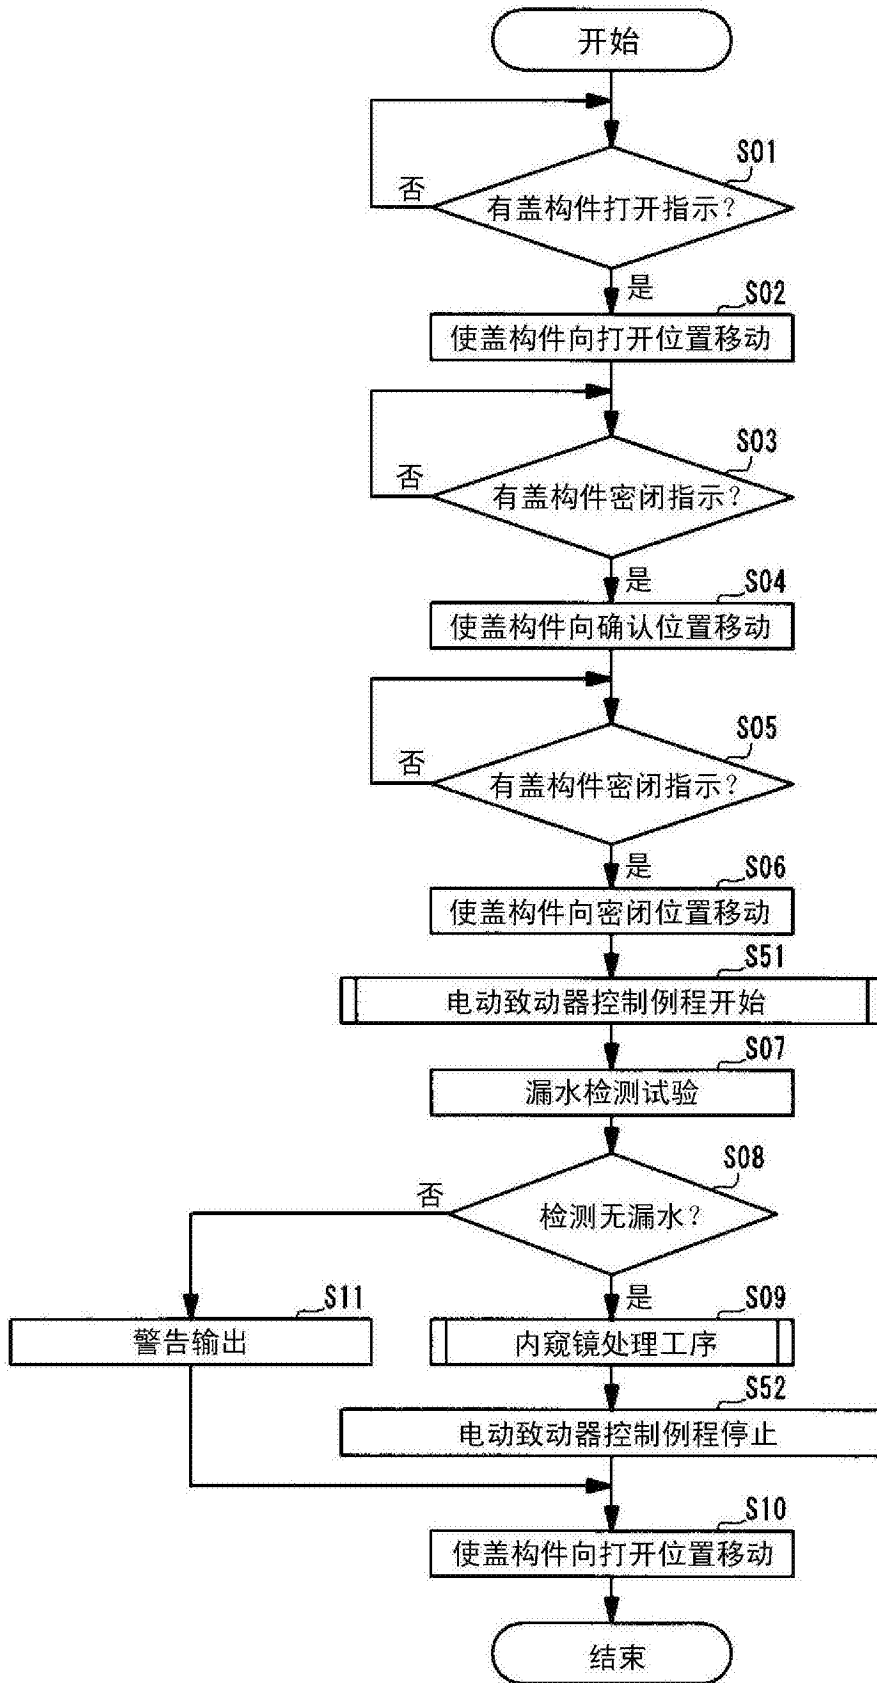 开始
S01
否
有盖构件打开指示？
是
S02
使盖构件向打开位置移动
S03
否
有盖构件密闭指示？
是
S04
使盖构件向确认位置移动
S05
否
有盖构件密闭指示？
是
S06
使盖构件向密闭位置移动
S51
电动致动器控制例程开始
S07
漏水检测试验
S08
否
检测无漏水？
是
S11
警告输出
S09
内窥镜处理工序
S52
电动致动器控制例程停止
S10
使盖构件向打开位置移动
结束